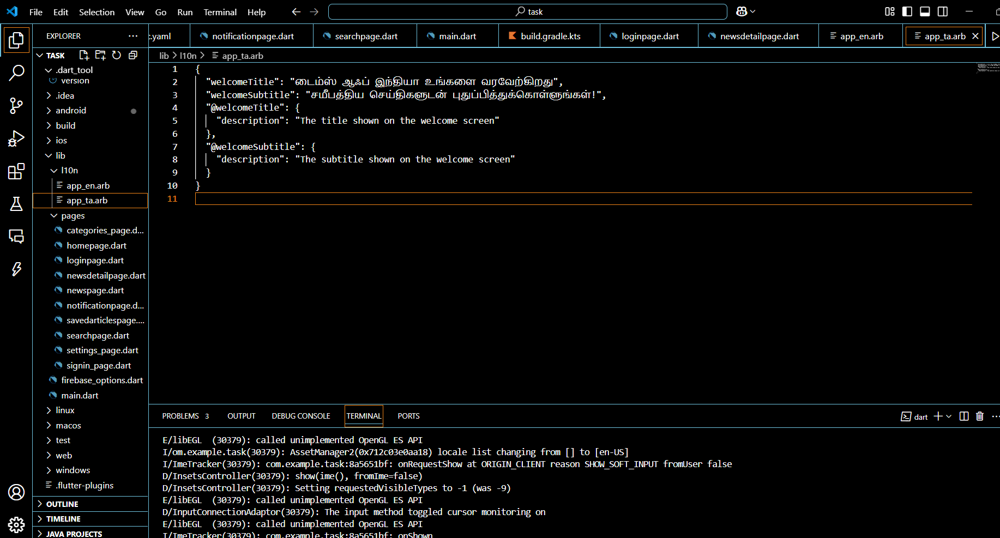 File Edit Selection View Go Run Terminal Help
task
EXPLORER
.yaml notificationpage.dart searchpage.dart main.dart build.gradle.kts loginpage.dart newsdetailpage.dart app_en.arb app_ta.arb
TASK
.dart_tool
version
.idea
android
build
ios
lib
l10n
app_en.arb
app_ta.arb
pages
categories_page.d...
homepage.dart
loginpage.dart
newsdetailpage.dart
newspage.dart
notificationpage.d...
savedarticlespage....
searchpage.dart
settings_page.dart
signin_page.dart
firebase_options.dart
main.dart
linux
macos
test
web
windows
.flutter-plugins
OUTLINE
TIMELINE
JAVA PROJECTS
lib > l10n > app_ta.arb
1 {
2 "welcomeTitle": "டைம்ஸ் ஆஃப் இந்தியா உங்களை வரவேற்கிறது",
3 "welcomeSubtitle": "சமீபத்திய செய்திகளுடன் புதுப்பித்துக்கொள்ளுங்கள்!",
4 "@welcomeTitle": {
5 "description": "The title shown on the welcome screen"
6 },
7 "@welcomeSubtitle": {
8 "description": "The subtitle shown on the welcome screen"
9 }
10 }
11
PROBLEMS 3 OUTPUT DEBUG CONSOLE TERMINAL PORTS
dart
E/libEGL (30379): called unimplemented OpenGL ES API
I/om.example.task(30379): AssetManager2(0x712c03e0aa18) locale list changing from [] to [en-US]
I/ImeTracker(30379): com.example.task:8a5651bf: onRequestShow at ORIGIN_CLIENT reason SHOW_SOFT_INPUT fromUser false
D/InsetsController(30379): show(ime(), fromIme=false)
D/InsetsController(30379): Setting requestedVisibleTypes to -1 (was -9)
E/libEGL (30379): called unimplemented OpenGL ES API
D/InputConnectionAdaptor(30379): The input method toggled cursor monitoring on
E/libEGL (30379): called unimplemented OpenGL ES API
I/ImeTracker(30379): com.example.task:8a5651bf: onShown